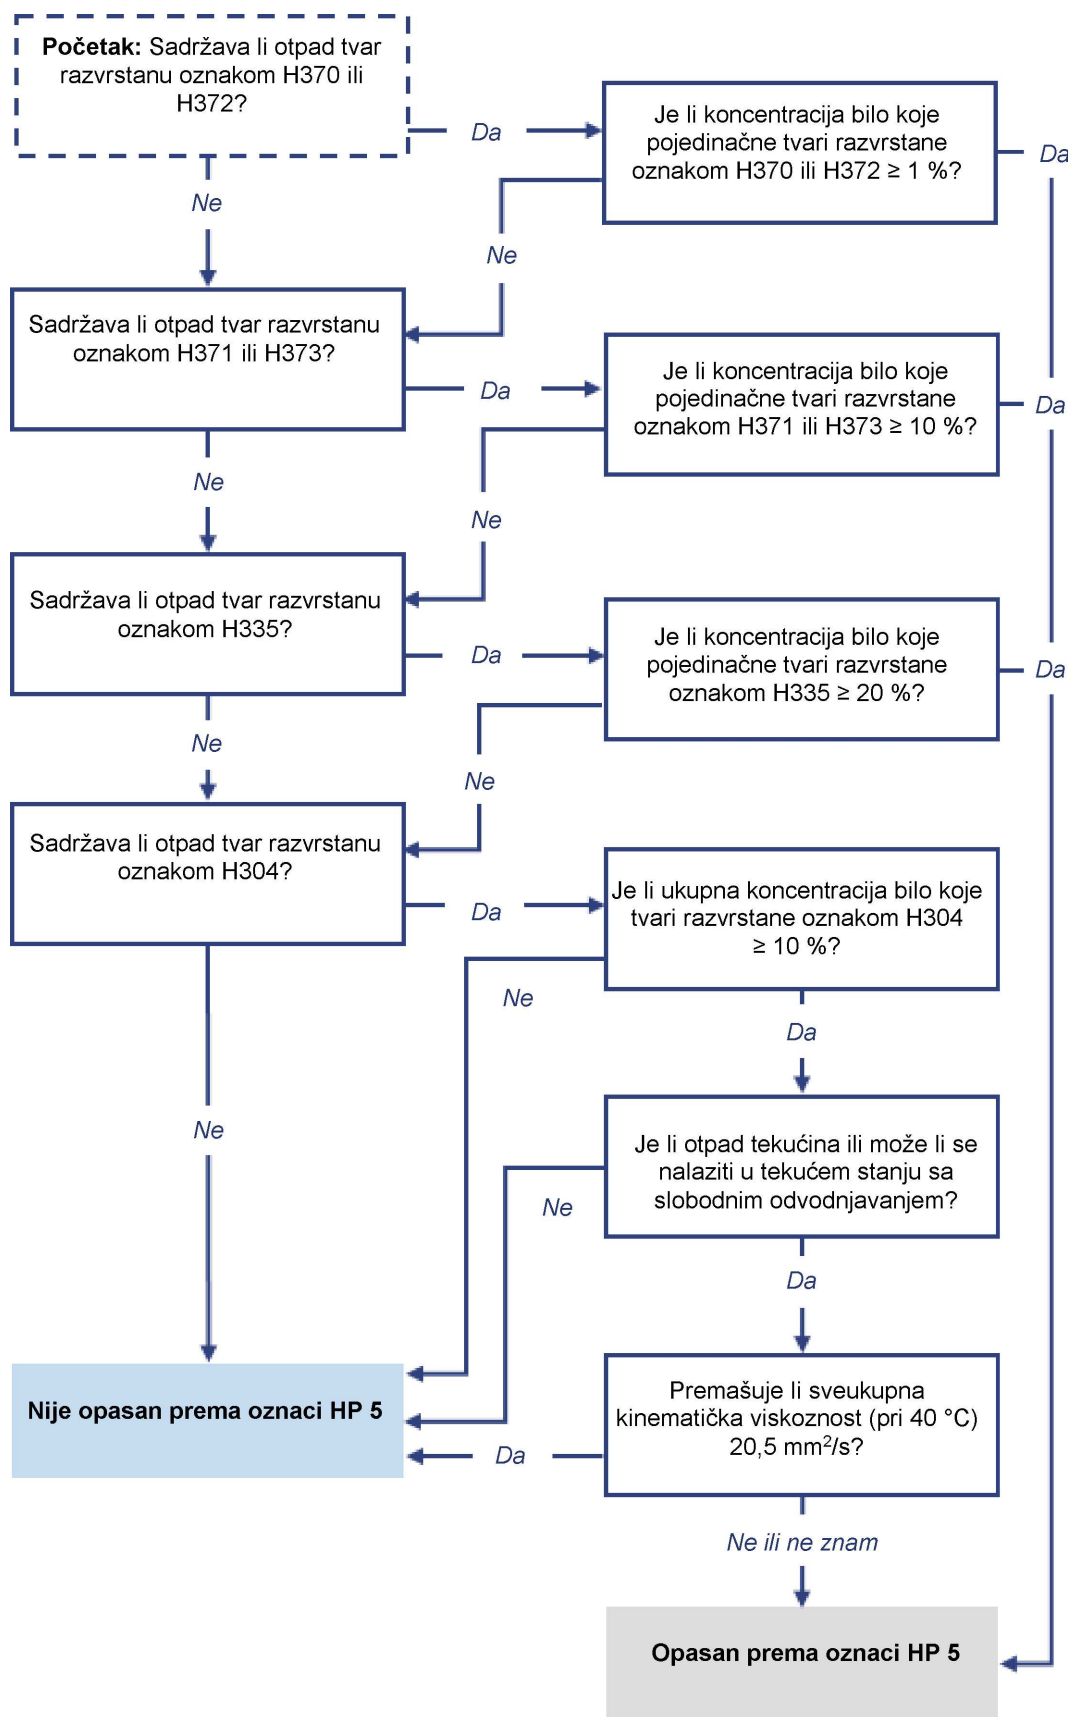 Početak: Sadržava li otpad tvar
razvrstanu oznakom H370 ili
H372?
Da
Je li koncentracija bilo koje
pojedinačne tvari razvrstane
oznakom H370 ili H372 ≥ 1 %?
Da
Ne
Ne
Sadržava li otpad tvar razvrstanu
oznakom H371 ili H373?
Da
Je li koncentracija bilo koje
pojedinačne tvari razvrstane
oznakom H371 ili H373 ≥ 10 %?
Da
Ne
Ne
Sadržava li otpad tvar razvrstanu
oznakom H335?
Da
Je li koncentracija bilo koje
pojedinačne tvari razvrstane
oznakom H335 ≥ 20 %?
Da
Ne
Ne
Sadržava li otpad tvar razvrstanu
oznakom H304?
Da
Je li ukupna koncentracija bilo koje
tvari razvrstane oznakom H304
≥ 10 %?
Ne
Da
Ne
Je li otpad tekućina ili može li se
nalaziti u tekućem stanju sa
slobodnim odvodnjavanjem?
Ne
Da
Nije opasan prema oznaci HP 5
Premašuje li sveukupna
kinematička viskoznost (pri 40 °C)
20,5 mm²/s?
Da
Ne ili ne znam
Opasan prema oznaci HP 5